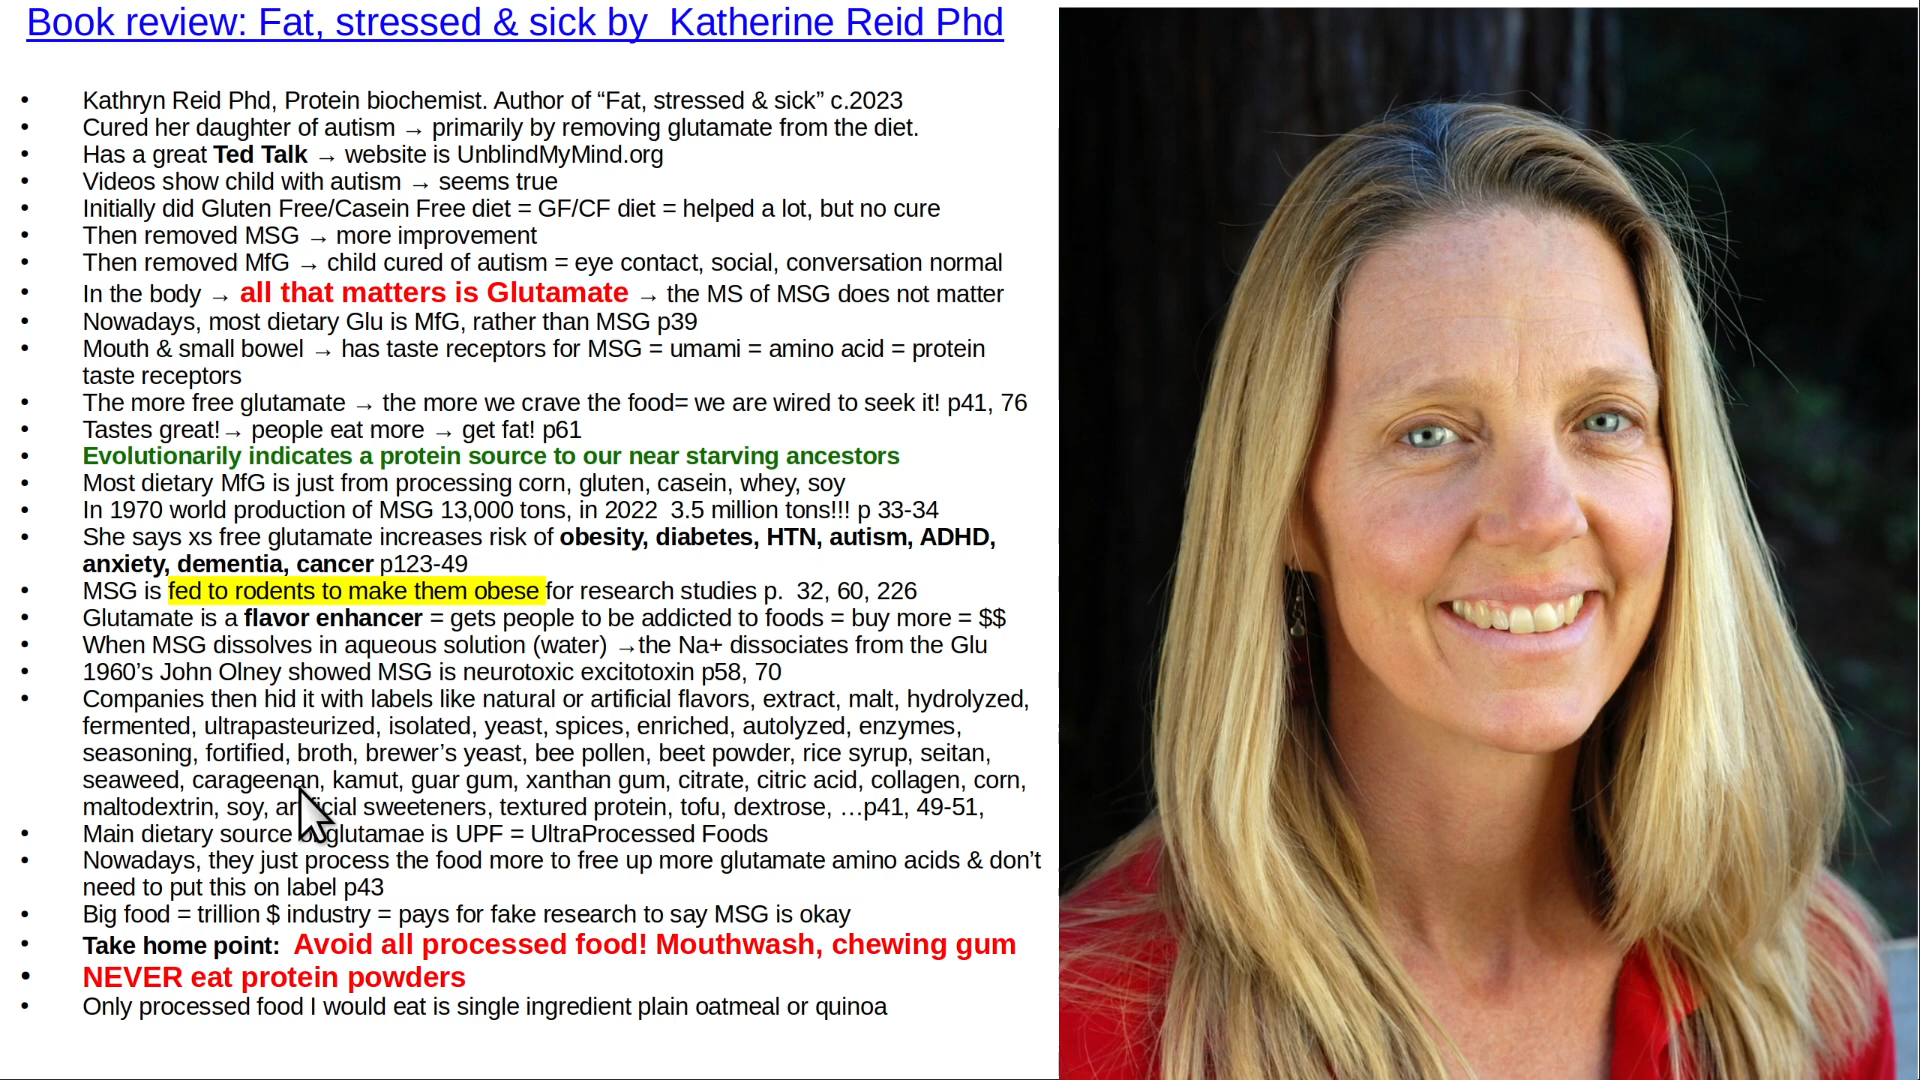 Book review: Fat, stressed & sick by  Katherine Reid Phd
• Kathryn Reid Phd, Protein biochemist. Author of “Fat, stressed & sick” c.2023
• Cured her daughter of autism → primarily by removing glutamate from the diet.
• Has a great Ted Talk → website is UnblindMyMind.org
• Videos show child with autism → seems true
• Initially did Gluten Free/Casein Free diet = GF/CF diet = helped a lot, but no cure
• Then removed MSG → more improvement
• Then removed MfG → child cured of autism = eye contact, social, conversation normal
• In the body → all that matters is Glutamate → the MS of MSG does not matter
• Nowadays, most dietary Glu is MfG, rather than MSG p39
• Mouth & small bowel → has taste receptors for MSG = umami = amino acid = protein
taste receptors
• The more free glutamate → the more we crave the food= we are wired to seek it! p41, 76
• Tastes great!→ people eat more → get fat! p61
• Evolutionarily indicates a protein source to our near starving ancestors
• Most dietary MfG is just from processing corn, gluten, casein, whey, soy
• In 1970 world production of MSG 13,000 tons, in 2022  3.5 million tons!!! p 33-34
• She says xs free glutamate increases risk of obesity, diabetes, HTN, autism, ADHD,
anxiety, dementia, cancer p123-49
• MSG is fed to rodents to make them obese for research studies p.  32, 60, 226
• Glutamate is a flavor enhancer = gets people to be addicted to foods = buy more = $$
• When MSG dissolves in aqueous solution (water) →the Na+ dissociates from the Glu
• 1960’s John Olney showed MSG is neurotoxic excitotoxin p58, 70
• Companies then hid it with labels like natural or artificial flavors, extract, malt, hydrolyzed,
fermented, ultrapasteurized, isolated, yeast, spices, enriched, autolyzed, enzymes,
seasoning, fortified, broth, brewer’s yeast, bee pollen, beet powder, rice syrup, seitan,
seaweed, carageenan, kamut, guar gum, xanthan gum, citrate, citric acid, collagen, corn,
maltodextrin, soy, artificial sweeteners, textured protein, tofu, dextrose, …p41, 49-51,
• Main dietary source of glutamae is UPF = UltraProcessed Foods
• Nowadays, they just process the food more to free up more glutamate amino acids & don’t
need to put this on label p43
• Big food = trillion $ industry = pays for fake research to say MSG is okay
• Take home point:  Avoid all processed food! Mouthwash, chewing gum
• NEVER eat protein powders
• Only processed food I would eat is single ingredient plain oatmeal or quinoa